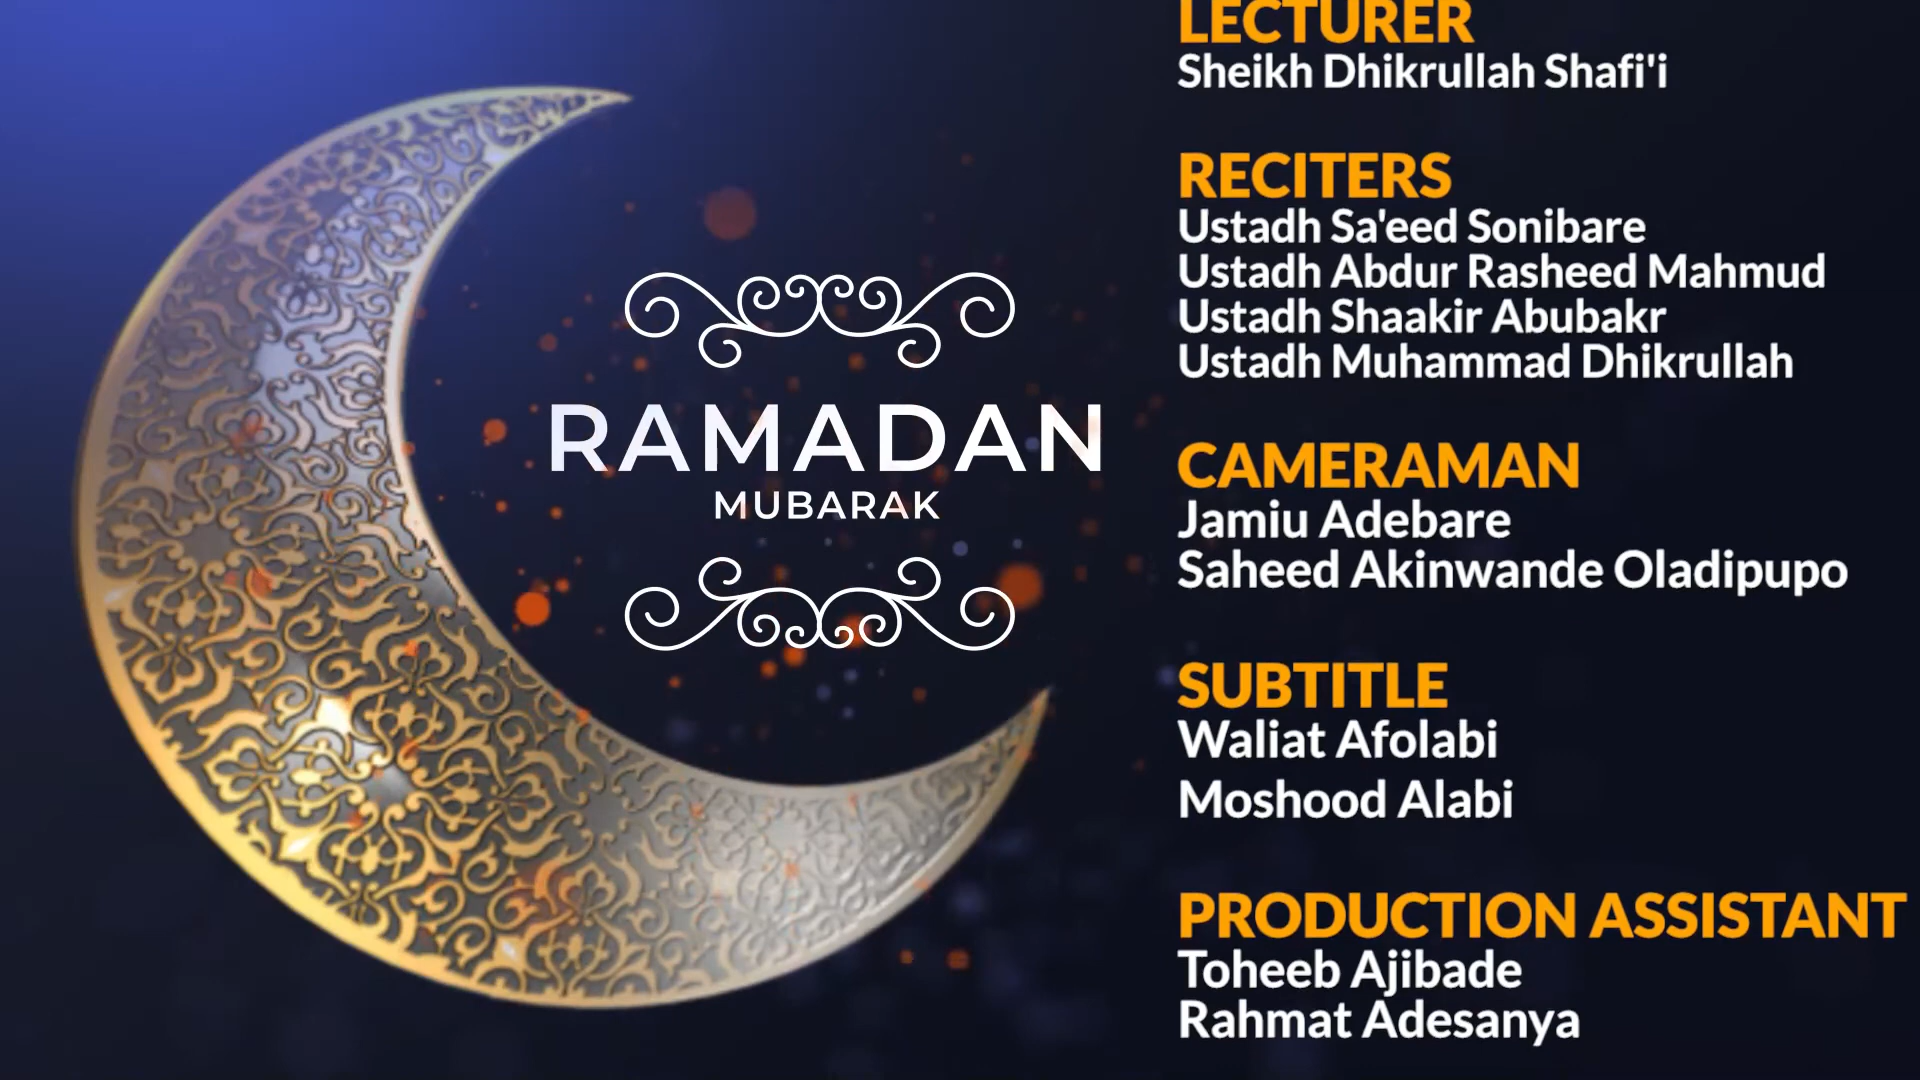 RAMADAN
MUBARAK
LECTURER
Sheikh Dhikrullah Shafi'i
RECITERS
Ustadh Sa'eed Sonibare
Ustadh Abdur Rasheed Mahmud
Ustadh Shaakir Abubakr
Ustadh Muhammad Dhikrullah
CAMERAMAN
Jamiu Adebare
Saheed Akinwande Oladipupo
SUBTITLE
Waliat Afolabi
Moshood Alabi
PRODUCTION ASSISTANT
Toheeb Ajibade
Rahmat Adesanya